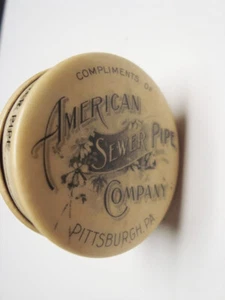 COMPLIMENTS OF
AMERICAN
SEWER PIPE
COMPANY
PITTSBURGH, PA.